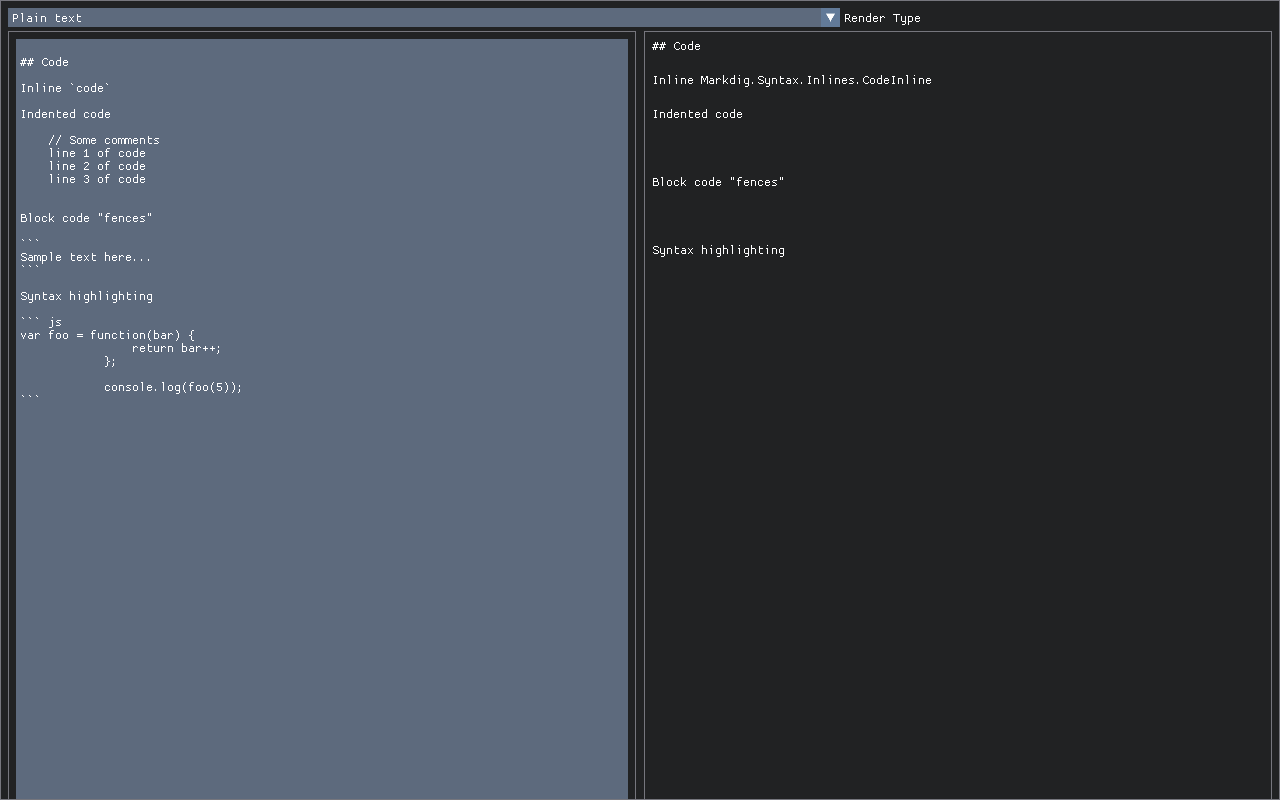 Plain text
Render Type
## Code
Inline `code`
Indented code
// Some comments
line 1 of code
line 2 of code
line 3 of code
Block code "fences"
```
Sample text here...
```
Syntax highlighting
``` js
var foo = function(bar) {
return bar++;
};
console.log(foo(5));
```
## Code
Inline Markdig.Syntax.Inlines.CodeInline
Indented code
Block code "fences"
Syntax highlighting